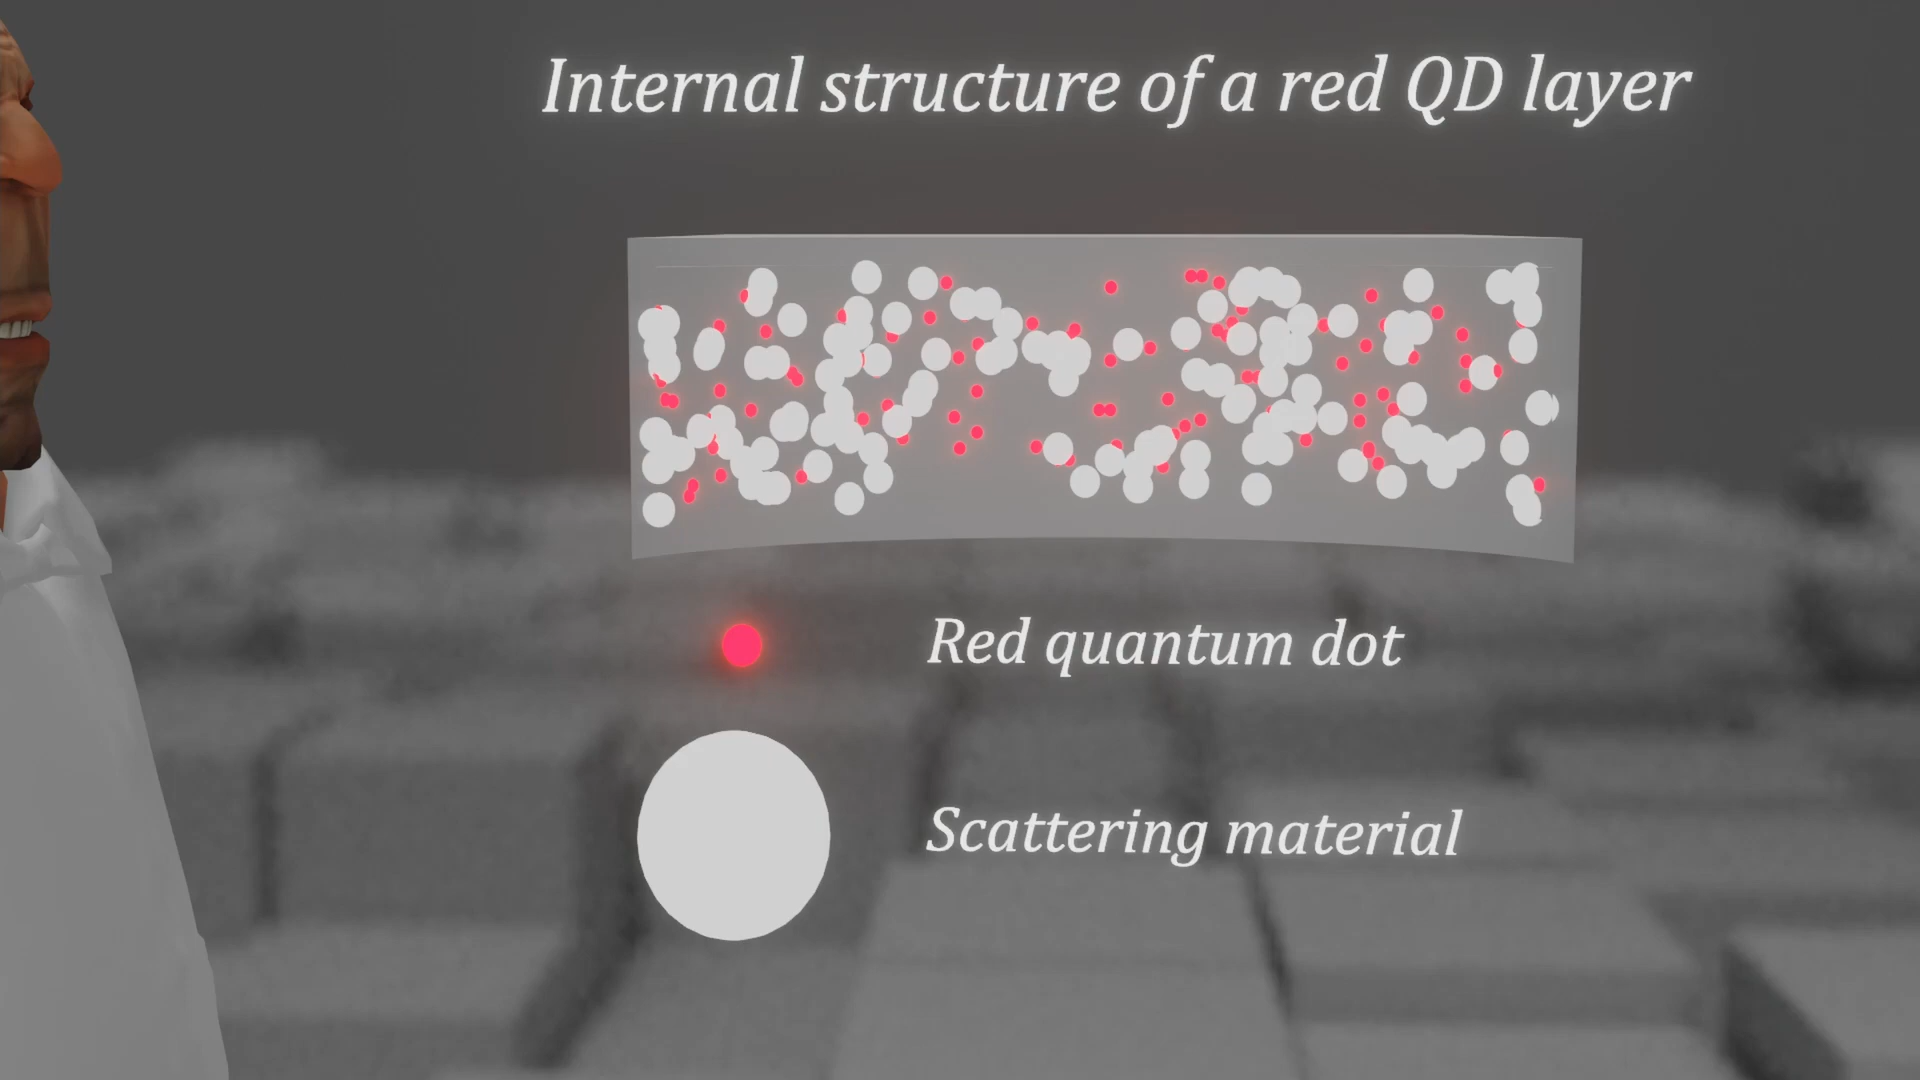 Internal structure of a red QD layer
Red quantum dot
Scattering material